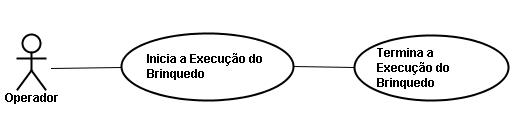 Operador
Inicia a Execução do
Brinquedo
Termina a
Execução do
Brinquedo